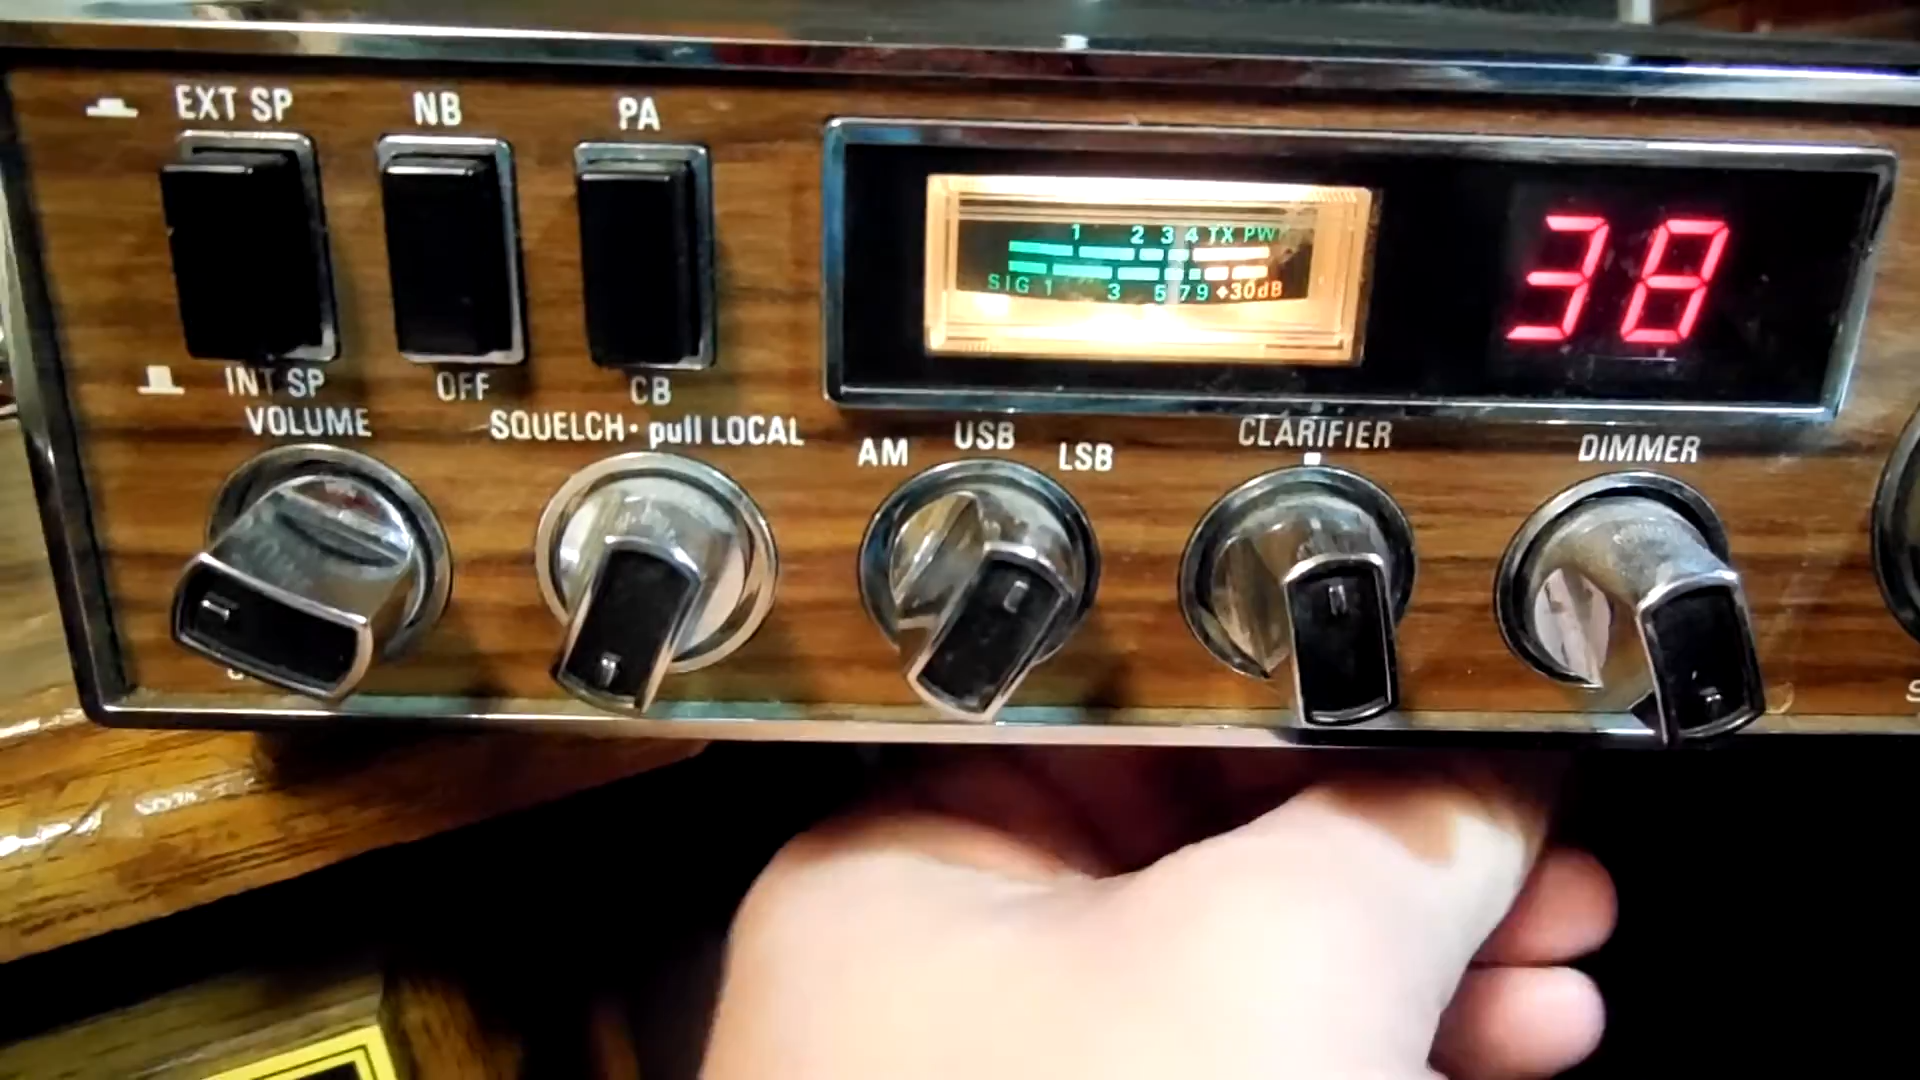 EXT SP NB PA
1 2 3 4 TX PWR
SIG 1 3 5 7 9 +30dB
38
INT SP OFF CB
VOLUME SQUELCH · pull LOCAL AM USB LSB CLARIFIER DIMMER